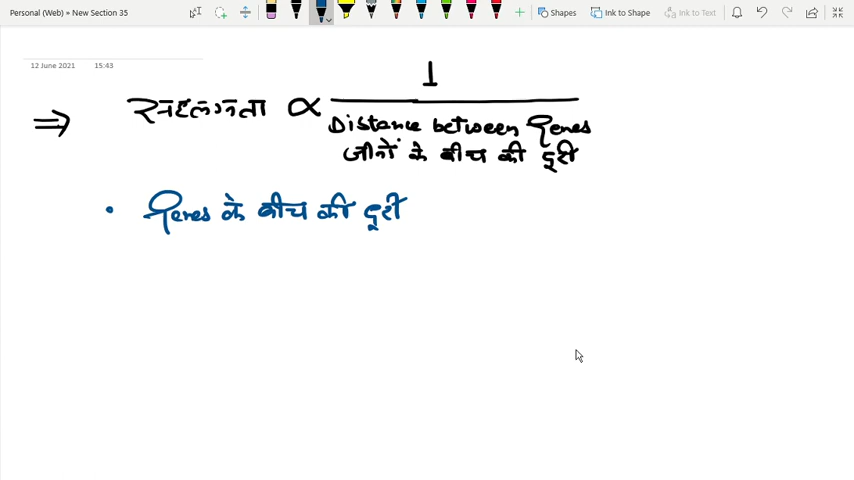 Personal (Web) » New Section 35
Shapes Ink to Shape Ink to Text
12 June 2021 15:43
1
⇒ सहलग्नता ∝
Distance between Genes
जीनों के बीच की दूरी
• Genes के बीच की दूरी